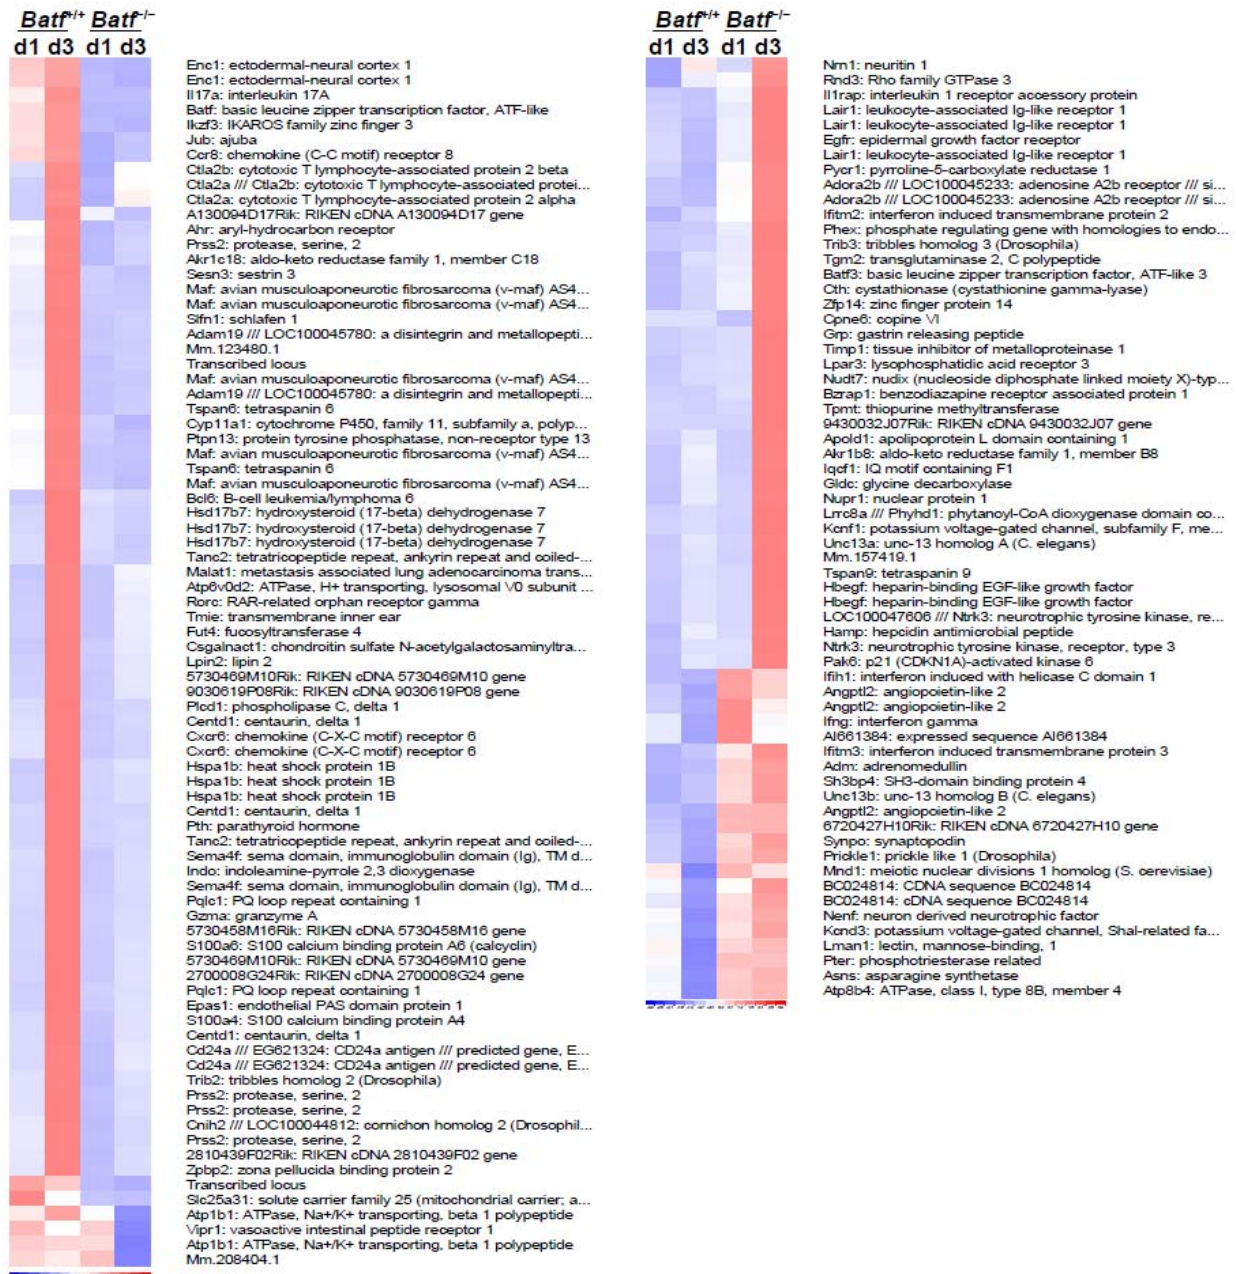 Batf+/+ Batf-/-
d1 d3 d1 d3
Enc1: ectodermal-neural cortex 1
Enc1: ectodermal-neural cortex 1
Il17a: interleukin 17A
Batf: basic leucine zipper transcription factor, ATF-like
Ikzf3: IKAROS family zinc finger 3
Jub: ajuba
Ccr8: chemokine (C-C motif) receptor 8
Ctla2b: cytotoxic T lymphocyte-associated protein 2 beta
Ctla2a /// Ctla2b: cytotoxic T lymphocyte-associated protei...
Ctla2a: cytotoxic T lymphocyte-associated protein 2 alpha
A130094D17Rik: RIKEN cDNA A130094D17 gene
Ahr: aryl-hydrocarbon receptor
Prss2: protease, serine, 2
Akr1c18: aldo-keto reductase family 1, member C18
Sesn3: sestrin 3
Maf: avian musculoaponeurotic fibrosarcoma (v-maf) AS4...
Maf: avian musculoaponeurotic fibrosarcoma (v-maf) AS4...
Slfn1: schlafen 1
Adam19 /// LOC100045780: a disintegrin and metallopepti...
Mm.123480.1
Transcribed locus
Maf: avian musculoaponeurotic fibrosarcoma (v-maf) AS4...
Adam19 /// LOC100045780: a disintegrin and metallopepti...
Tspan6: tetraspanin 6
Cyp11a1: cytochrome P450, family 11, subfamily a, polyp...
Ptpn13: protein tyrosine phosphatase, non-receptor type 13
Maf: avian musculoaponeurotic fibrosarcoma (v-maf) AS4...
Tspan6: tetraspanin 6
Maf: avian musculoaponeurotic fibrosarcoma (v-maf) AS4...
Bcl6: B-cell leukemia/lymphoma 6
Hsd17b7: hydroxysteroid (17-beta) dehydrogenase 7
Hsd17b7: hydroxysteroid (17-beta) dehydrogenase 7
Hsd17b7: hydroxysteroid (17-beta) dehydrogenase 7
Tanc2: tetratricopeptide repeat, ankyrin repeat and coiled-...
Malat1: metastasis associated lung adenocarcinoma trans...
Atp6v0d2: ATPase, H+ transporting, lysosomal V0 subunit ...
Rorc: RAR-related orphan receptor gamma
Tmie: transmembrane inner ear
Fut4: fucosyltransferase 4
Csgalnact1: chondroitin sulfate N-acetylgalactosaminyltra...
Lpin2: lipin 2
5730469M10Rik: RIKEN cDNA 5730469M10 gene
9030619P08Rik: RIKEN cDNA 9030619P08 gene
Plcd1: phospholipase C, delta 1
Centd1: centaurin, delta 1
Cxcr6: chemokine (C-X-C motif) receptor 6
Cxcr6: chemokine (C-X-C motif) receptor 6
Hspa1b: heat shock protein 1B
Hspa1b: heat shock protein 1B
Hspa1b: heat shock protein 1B
Centd1: centaurin, delta 1
Pth: parathyroid hormone
Tanc2: tetratricopeptide repeat, ankyrin repeat and coiled-...
Sema4f: sema domain, immunoglobulin domain (Ig), TM d...
Indo: indoleamine-pyrrole 2,3 dioxygenase
Sema4f: sema domain, immunoglobulin domain (Ig), TM d...
Pqlc1: PQ loop repeat containing 1
Gzma: granzyme A
5730458M16Rik: RIKEN cDNA 5730458M16 gene
S100a6: S100 calcium binding protein A6 (calcyclin)
5730469M10Rik: RIKEN cDNA 5730469M10 gene
2700008G24Rik: RIKEN cDNA 2700008G24 gene
Pqlc1: PQ loop repeat containing 1
Epas1: endothelial PAS domain protein 1
S100a4: S100 calcium binding protein A4
Centd1: centaurin, delta 1
Cd24a /// EG621324: CD24a antigen /// predicted gene, E...
Cd24a /// EG621324: CD24a antigen /// predicted gene, E...
Trib2: tribbles homolog 2 (Drosophila)
Prss2: protease, serine, 2
Prss2: protease, serine, 2
Cnih2 /// LOC100044812: cornichon homolog 2 (Drosophil...
Prss2: protease, serine, 2
2810439F02Rik: RIKEN cDNA 2810439F02 gene
Zpbp2: zona pellucida binding protein 2
Transcribed locus
Slc25a31: solute carrier family 25 (mitochondrial carrier; a...
Atp1b1: ATPase, Na+/K+ transporting, beta 1 polypeptide
Vipr1: vasoactive intestinal peptide receptor 1
Atp1b1: ATPase, Na+/K+ transporting, beta 1 polypeptide
Mm.208404.1
Batf+/+ Batf-/-
d1 d3 d1 d3
Nrn1: neuritin 1
Rnd3: Rho family GTPase 3
Il1rap: interleukin 1 receptor accessory protein
Lair1: leukocyte-associated Ig-like receptor 1
Lair1: leukocyte-associated Ig-like receptor 1
Egfr: epidermal growth factor receptor
Lair1: leukocyte-associated Ig-like receptor 1
Pycr1: pyrroline-5-carboxylate reductase 1
Adora2b /// LOC100045233: adenosine A2b receptor /// si...
Adora2b /// LOC100045233: adenosine A2b receptor /// si...
Ifitm2: interferon induced transmembrane protein 2
Phex: phosphate regulating gene with homologies to endo...
Trib3: tribbles homolog 3 (Drosophila)
Tgm2: transglutaminase 2, C polypeptide
Batf3: basic leucine zipper transcription factor, ATF-like 3
Cth: cystathionase (cystathionine gamma-lyase)
Zfp14: zinc finger protein 14
Cpne6: copine VI
Grp: gastrin releasing peptide
Timp1: tissue inhibitor of metalloproteinase 1
Lpar3: lysophosphatidic acid receptor 3
Nudt7: nudix (nucleoside diphosphate linked moiety X)-typ...
Bzrap1: benzodiazapine receptor associated protein 1
Tpmt: thiopurine methyltransferase
9430032J07Rik: RIKEN cDNA 9430032J07 gene
Apold1: apolipoprotein L domain containing 1
Akr1b8: aldo-keto reductase family 1, member B8
Iqcf1: IQ motif containing F1
Gldc: glycine decarboxylase
Nupr1: nuclear protein 1
Lrrc8a /// Phyhd1: phytanoyl-CoA dioxygenase domain co...
Kcnf1: potassium voltage-gated channel, subfamily F, me...
Unc13a: unc-13 homolog A (C. elegans)
Mm.157419.1
Tspan9: tetraspanin 9
Hbegf: heparin-binding EGF-like growth factor
Hbegf: heparin-binding EGF-like growth factor
LOC100047606 /// Ntrk3: neurotrophic tyrosine kinase, re...
Hamp: hepcidin antimicrobial peptide
Ntrk3: neurotrophic tyrosine kinase, receptor, type 3
Pak6: p21 (CDKN1A)-activated kinase 6
Ifih1: interferon induced with helicase C domain 1
Angptl2: angiopoietin-like 2
Angptl2: angiopoietin-like 2
Ifng: interferon gamma
AI661384: expressed sequence AI661384
Ifitm3: interferon induced transmembrane protein 3
Adm: adrenomedullin
Sh3bp4: SH3-domain binding protein 4
Unc13b: unc-13 homolog B (C. elegans)
Angptl2: angiopoietin-like 2
6720427H10Rik: RIKEN cDNA 6720427H10 gene
Synpo: synaptopodin
Prickle1: prickle like 1 (Drosophila)
Mnd1: meiotic nuclear divisions 1 homolog (S. cerevisiae)
BC024814: CDNA sequence BC024814
BC024814: cDNA sequence BC024814
Nenf: neuron derived neurotrophic factor
Kcnd3: potassium voltage-gated channel, Shal-related fa...
Lman1: lectin, mannose-binding, 1
Pter: phosphotriesterase related
Asns: asparagine synthetase
Atp8b4: ATPase, class I, type 8B, member 4